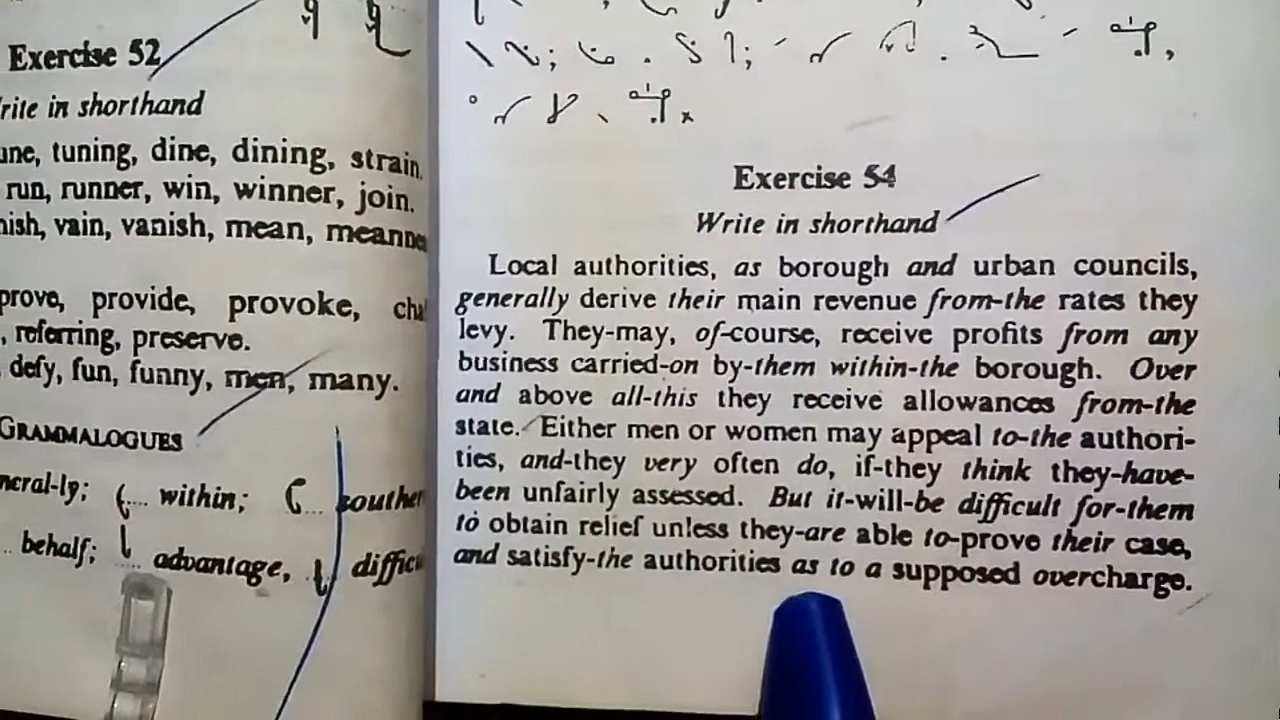 Exercise 52
rite in shorthand
une, tuning, dine, dining, strain,
run, runner, win, winner, join.
nish, vain, vanish, mean, meanne
prove, provide, provoke, cha
, referring, preserve.
defy, fun, funny, men, many.
GRAMMALOGUES
neral-ly; within; souther
behalf; advantage, diffic
Exercise 54
Write in shorthand
Local authorities, as borough and urban councils,
generally derive their main revenue from-the rates they
levy. They-may, of-course, receive profits from any
business carried-on by-them within-the borough. Over
and above all-this they receive allowances from-the
state. Either men or women may appeal to-the authori-
ties, and-they very often do, if-they think they-have-
been unfairly assessed. But it-will-be difficult for-them
to obtain relief unless they-are able to-prove their case,
and satisfy-the authorities as to a supposed overcharge.